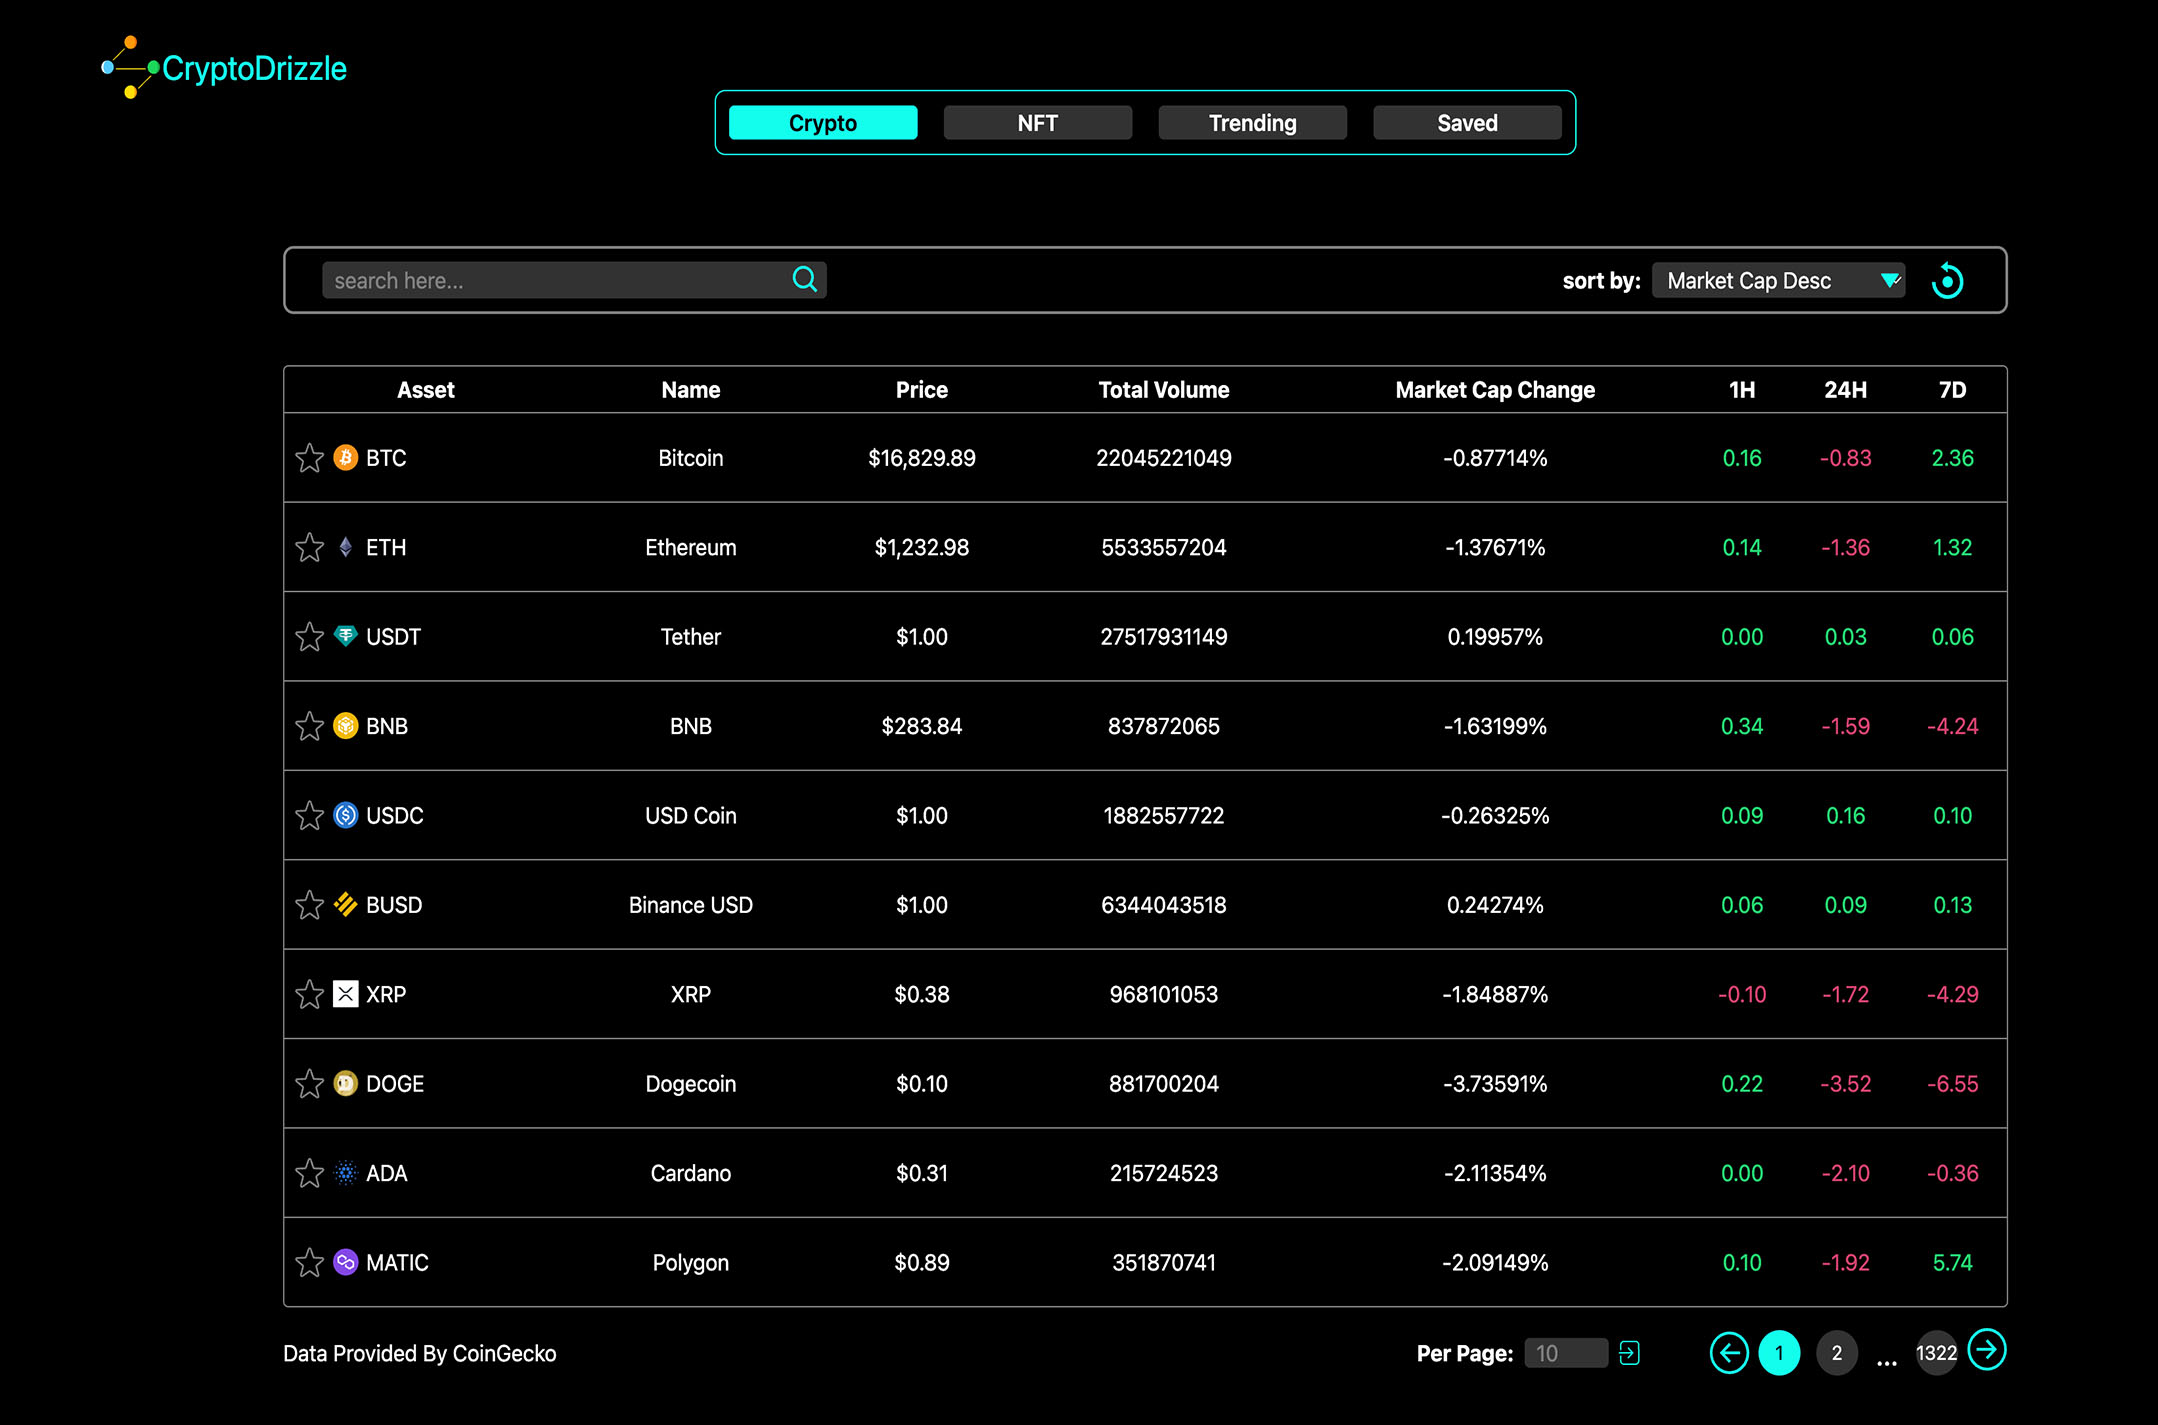 CryptoDrizzle
Crypto NFT Trending Saved
search here... sort by: Market Cap Desc
Asset Name Price Total Volume Market Cap Change 1H 24H 7D
BTC Bitcoin $16,829.89 22045221049 -0.87714% 0.16 -0.83 2.36
ETH Ethereum $1,232.98 5533557204 -1.37671% 0.14 -1.36 1.32
USDT Tether $1.00 27517931149 0.19957% 0.00 0.03 0.06
BNB BNB $283.84 837872065 -1.63199% 0.34 -1.59 -4.24
USDC USD Coin $1.00 1882557722 -0.26325% 0.09 0.16 0.10
BUSD Binance USD $1.00 6344043518 0.24274% 0.06 0.09 0.13
XRP XRP $0.38 968101053 -1.84887% -0.10 -1.72 -4.29
DOGE Dogecoin $0.10 881700204 -3.73591% 0.22 -3.52 -6.55
ADA Cardano $0.31 215724523 -2.11354% 0.00 -2.10 -0.36
MATIC Polygon $0.89 351870741 -2.09149% 0.10 -1.92 5.74
Data Provided By CoinGecko Per Page: 10 1 2 ... 1322